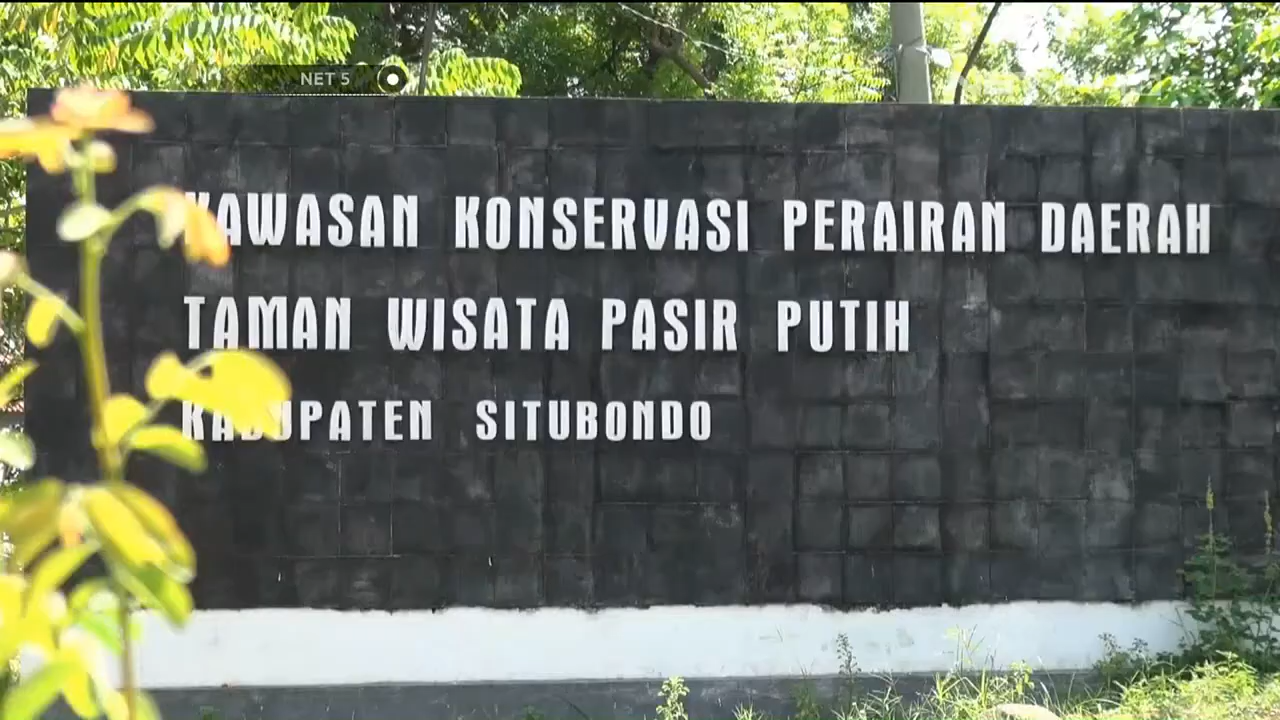 NET 5
KAWASAN KONSERVASI PERAIRAN DAERAH
TAMAN WISATA PASIR PUTIH
KABUPATEN SITUBONDO